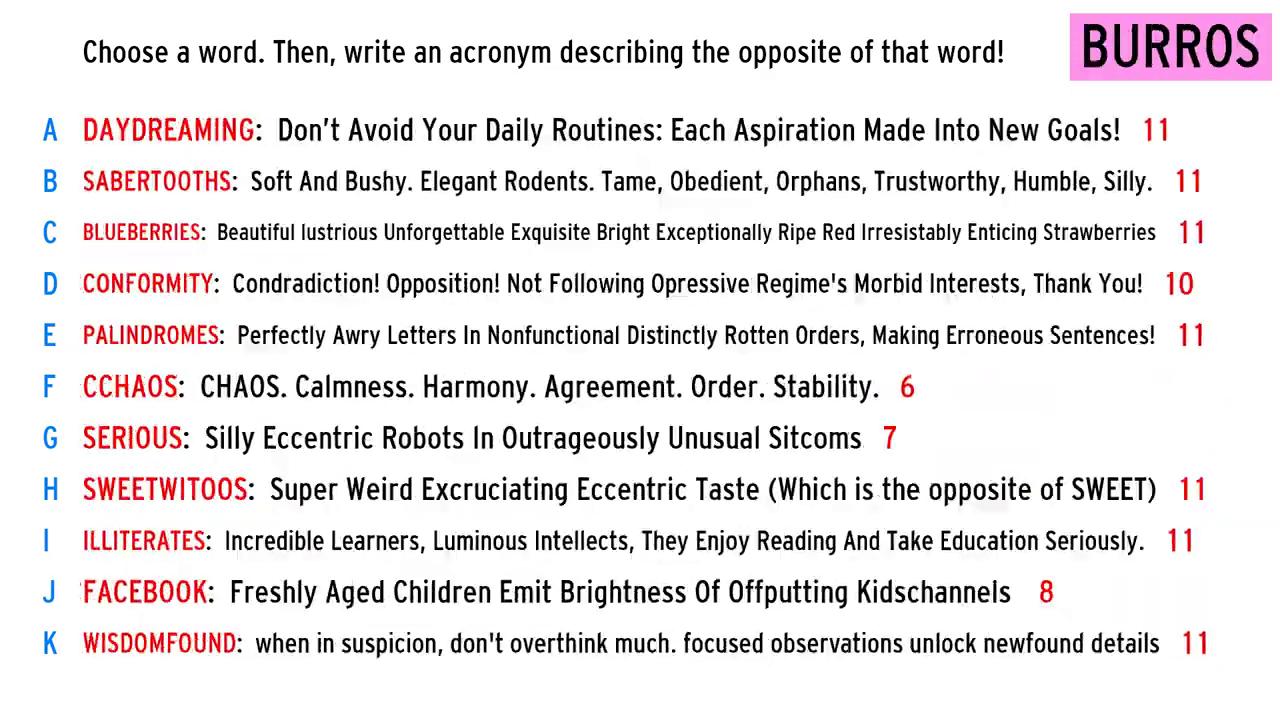 Choose a word. Then, write an acronym describing the opposite of that word!
BURROS
A DAYDREAMING: Don't Avoid Your Daily Routines: Each Aspiration Made Into New Goals! 11
B SABERTOOTHS: Soft And Bushy. Elegant Rodents. Tame, Obedient, Orphans, Trustworthy, Humble, Silly. 11
C BLUEBERRIES: Beautiful lustrious Unforgettable Exquisite Bright Exceptionally Ripe Red Irresistably Enticing Strawberries 11
D CONFORMITY: Condradiction! Opposition! Not Following Opressive Regime's Morbid Interests, Thank You! 10
E PALINDROMES: Perfectly Awry Letters In Nonfunctional Distinctly Rotten Orders, Making Erroneous Sentences! 11
F CCHAOS: CHAOS. Calmness. Harmony. Agreement. Order. Stability. 6
G SERIOUS: Silly Eccentric Robots In Outrageously Unusual Sitcoms 7
H SWEETWITOOS: Super Weird Excruciating Eccentric Taste (Which is the opposite of SWEET) 11
I ILLITERATES: Incredible Learners, Luminous Intellects, They Enjoy Reading And Take Education Seriously. 11
J FACEBOOK: Freshly Aged Children Emit Brightness Of Offputting Kidschannels 8
K WISDOMFOUND: when in suspicion, don't overthink much. focused observations unlock newfound details 11